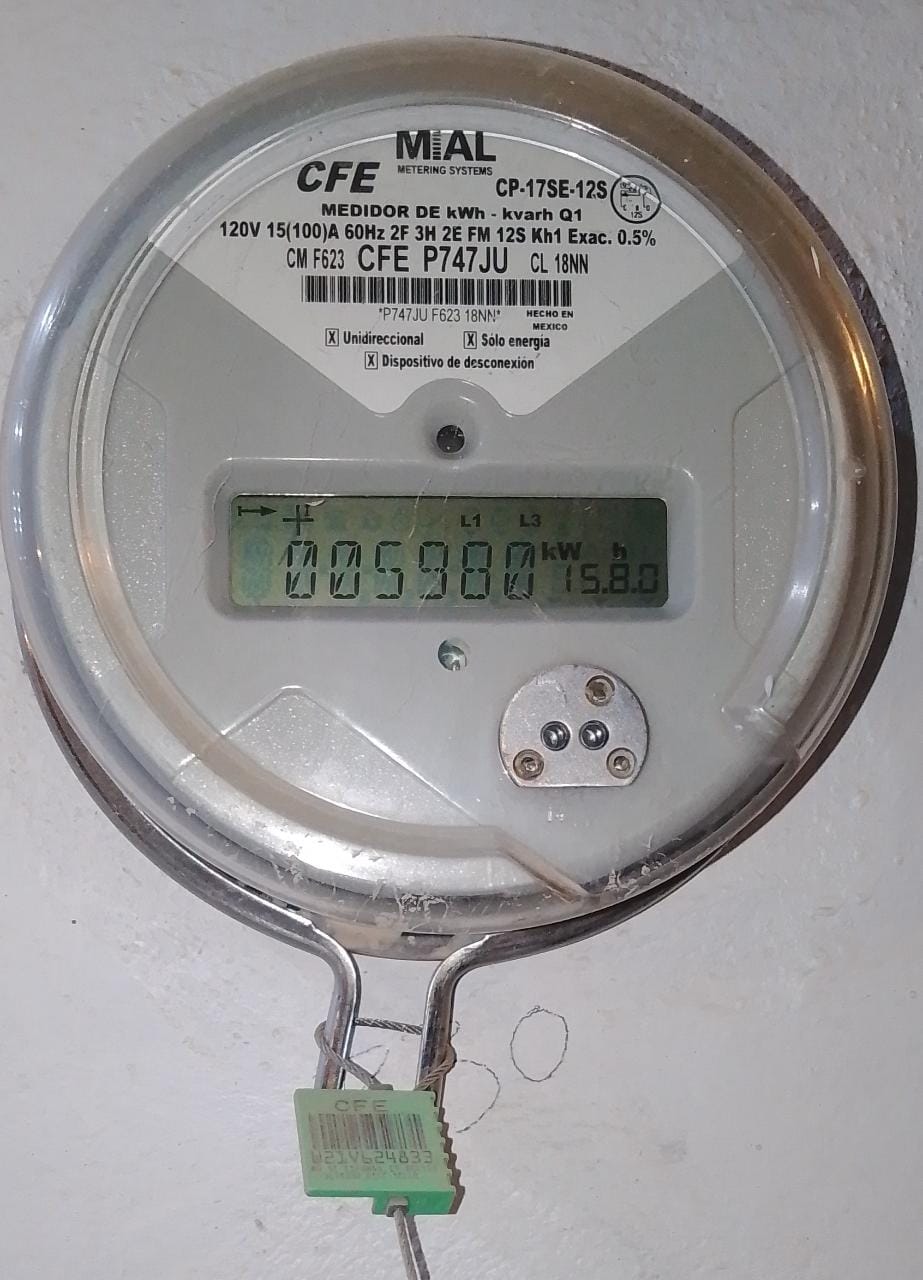 MIAL
METERING SYSTEMS
CFE
CP-17SE-12S
12S
MEDIDOR DE kWh - kvarh Q1
120V 15(100)A 60Hz 2F 3H 2E FM 12S Kh1 Exac. 0.5%
CM F623 CFE P747JU CL 18NN
*P747JU F623 18NN*
HECHO EN
MEXICO
X Unidireccional X Sólo energía
X Dispositivo de desconexión
L1 L3
005980 kW h 15.8.0
CFE